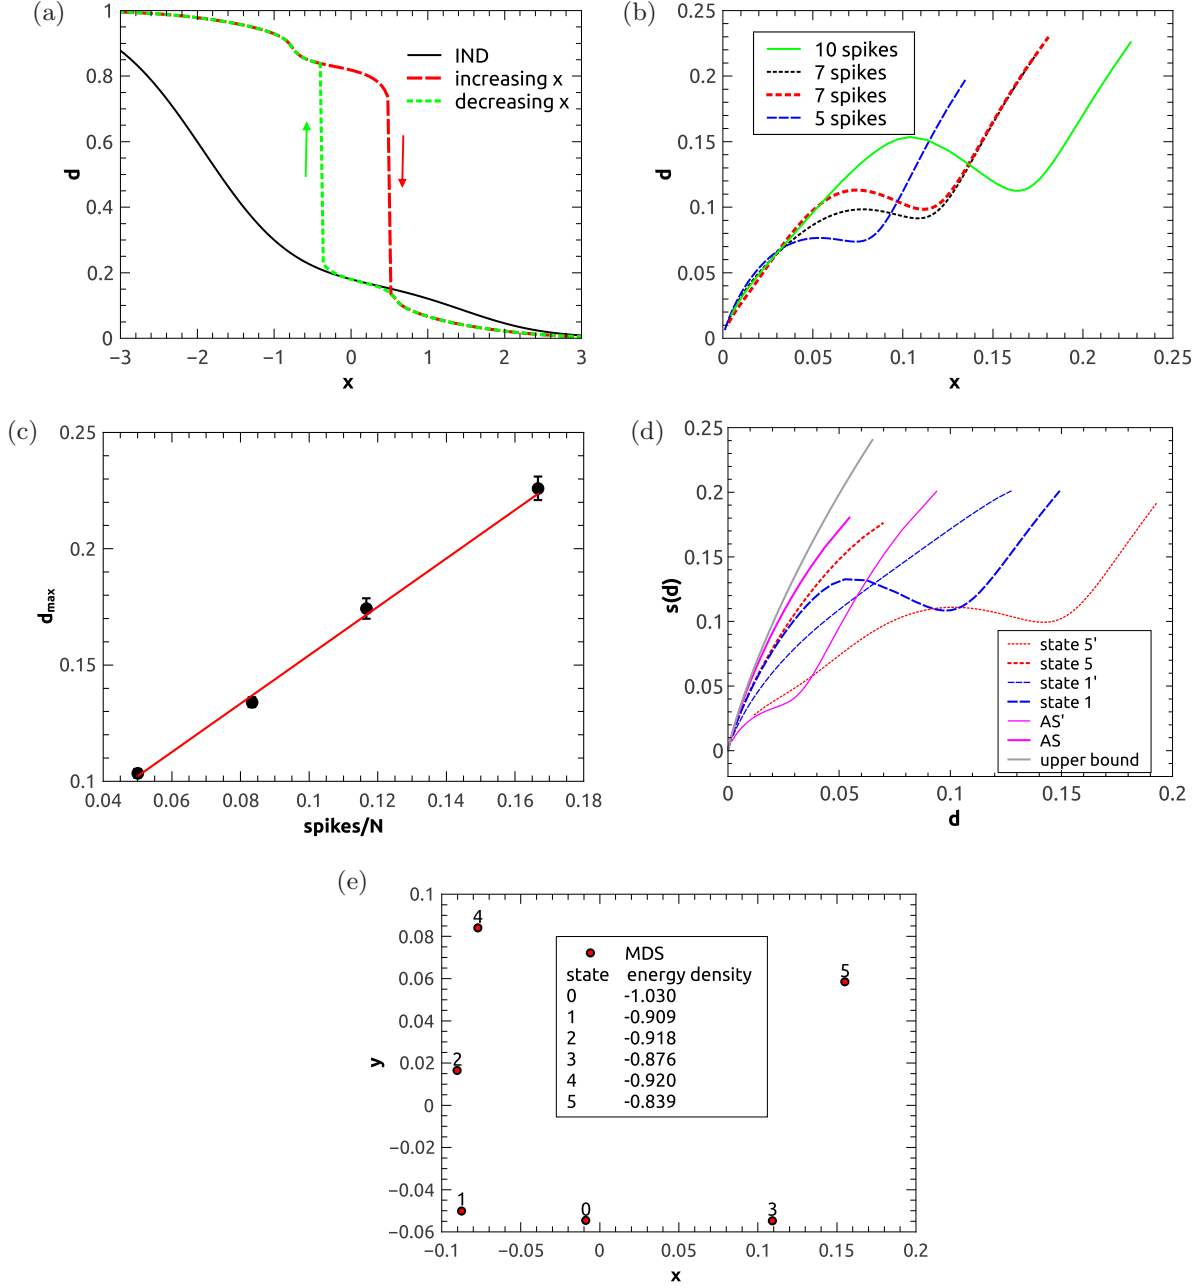 (a)
1
0.8
0.6
0.4
0.2
0
d
−3
−2
−1
0
1
2
3
x
IND
increasing x
decreasing x
(b)
0.25
0.20
0.15
0.10
0.05
0
d
0
0.05
0.1
0.15
0.2
0.25
x
10 spikes
7 spikes
7 spikes
5 spikes
(c)
0.25
0.2
0.15
0.1
dmax
0.04
0.06
0.08
0.1
0.12
0.14
0.16
0.18
spikes/N
(d)
0.25
0.2
0.15
0.1
0.05
0
s(d)
0
0.05
0.1
0.15
0.2
d
state 5'
state 5
state 1'
state 1
AS'
AS
upper bound
(e)
0.1
0.08
0.06
0.04
0.02
0
−0.02
−0.04
−0.06
y
−0.1
−0.05
0
0.05
0.1
0.15
0.2
x
4
5
2
1
0
3
MDS
state energy density
0 -1.030
1 -0.909
2 -0.918
3 -0.876
4 -0.920
5 -0.839